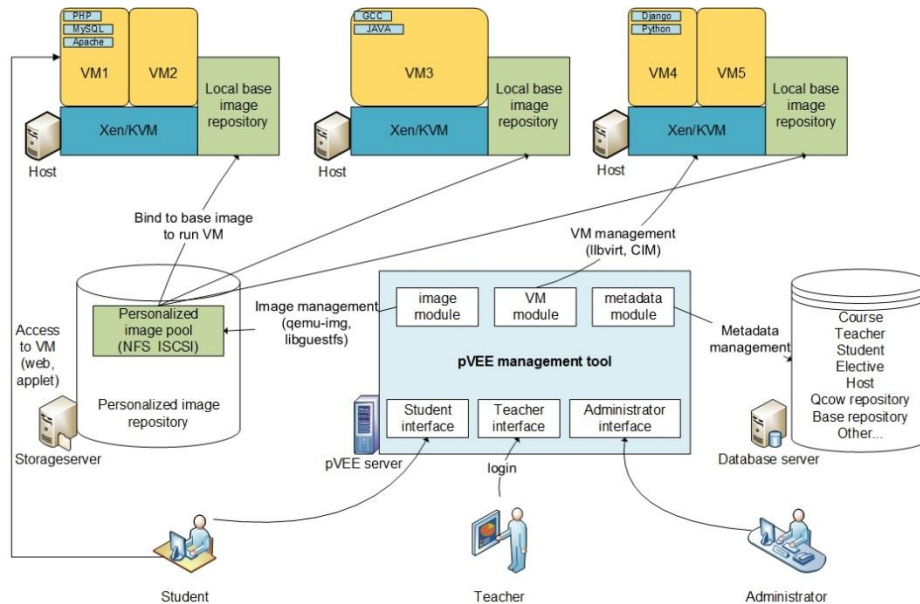 PHP
MySQL
Apache
VM1
VM2
Local base
image
repository
Xen/KVM
Host
GCC
JAVA
VM3
Local base
image
repository
Xen/KVM
Host
Django
Python
VM4
VM5
Local base
image
repository
Xen/KVM
Host
Bind to base image
to run VM
VM management
(llbvirt, CIM)
Personalized
image pool
(NFS ISCSI)
Personalized image
repository
Storageserver
Access
to VM
(web,
applet)
Image management
(qemu-img,
libguestfs)
image
module
VM
module
metadata
module
pVEE management tool
Student
interface
Teacher
interface
Administrator
interface
pVEE server
login
Metadata
management
Course
Teacher
Student
Elective
Host
Qcow repository
Base repository
Other...
Database server
Student
Teacher
Administrator